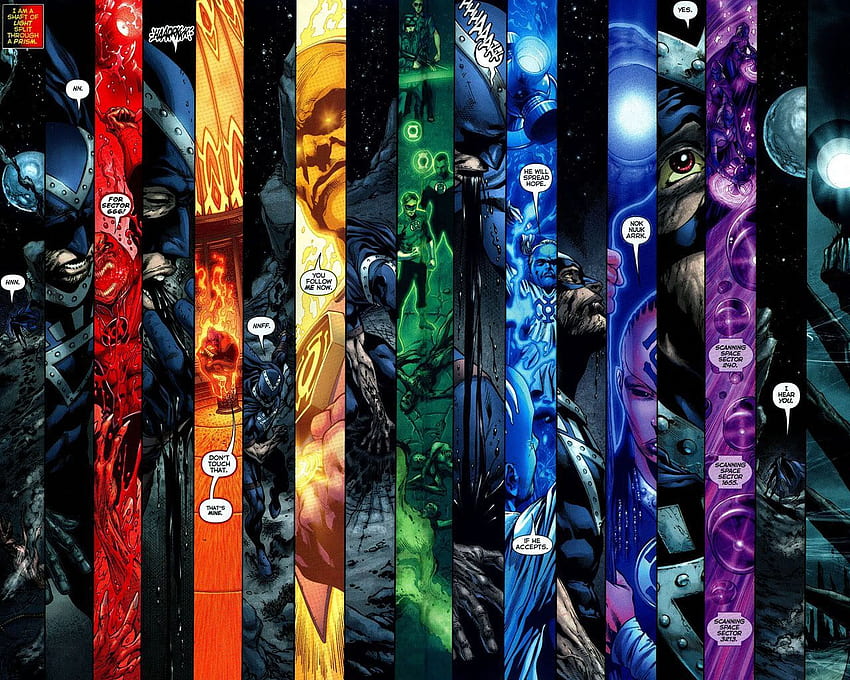 I AM A
SHAFT OF
LIGHT
SPLIT
THROUGH
A PRISM.
HNN.
NN.
FOR
SECTOR
666!
DON'T
TOUCH
THAT.
THAT'S
MINE.
NNFF.
YOU
FOLLOW
ME NOW.
HE WILL
SPREAD
HOPE.
IF HE
ACCEPTS.
NOK
NUUK
ARRK.
YES.
SCANNING
SPACE
SECTOR
240.
SCANNING
SPACE
SECTOR
1655.
SCANNING
SPACE
SECTOR
3213.
I
HEAR
YOU.